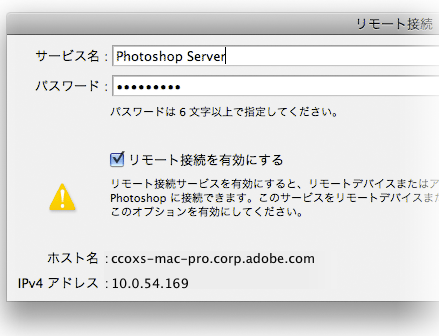 リモート接続
サービス名 : Photoshop Server
パスワード : •••••••••
パスワードは 6 文字以上で指定してください。
リモート接続を有効にする
リモート接続サービスを有効にすると、リモートデバイスまたはア
Photoshop に接続できます。このサービスをリモートデバイスまた
このオプションを有効にしてください。
ホスト名 : ccoxs-mac-pro.corp.adobe.com
IPv4 アドレス : 10.0.54.169